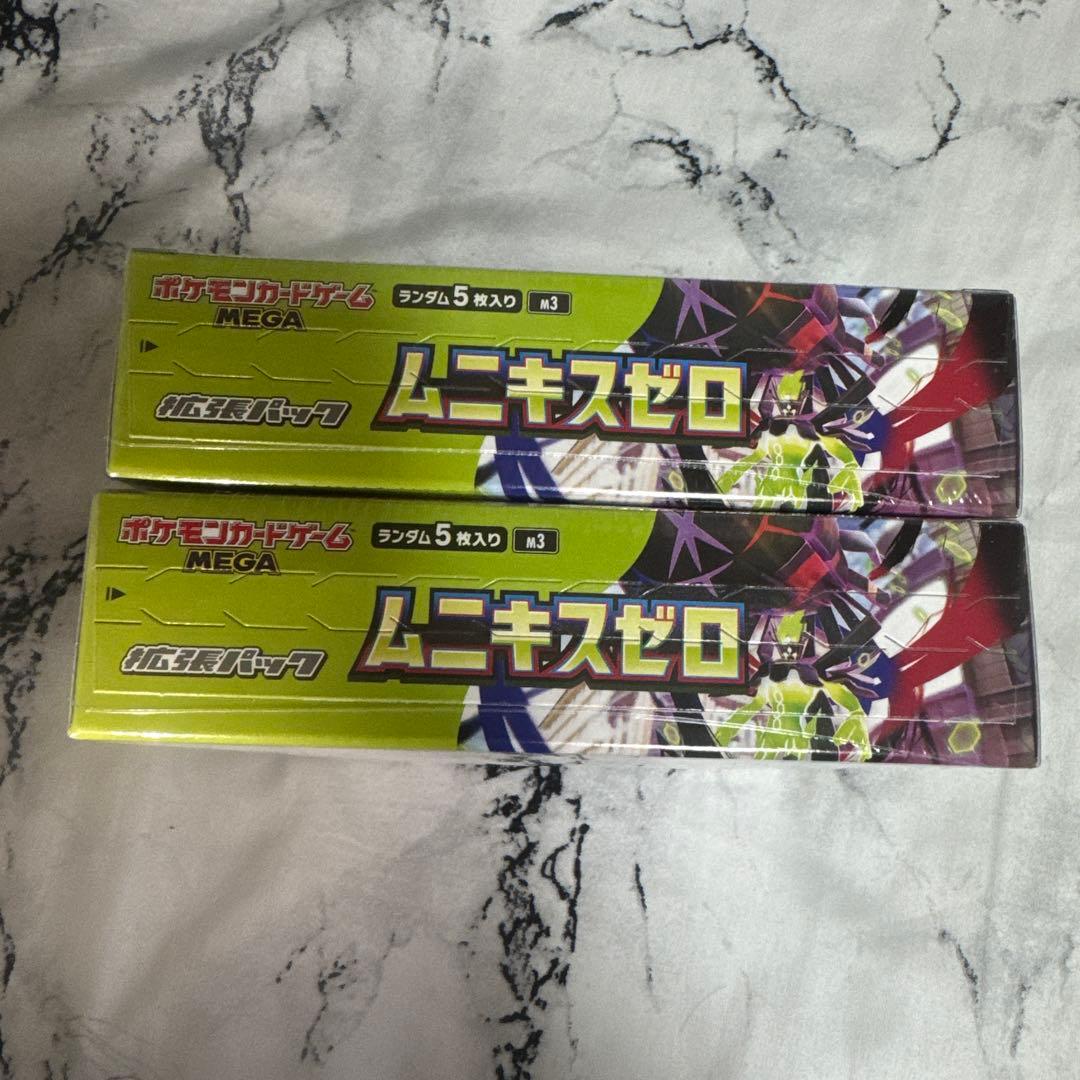 ポケモンカードゲーム
MEGA
ランダム5枚入り M3
ムニキスゼロ
拡張パック
ポケモンカードゲーム
MEGA
ランダム5枚入り M3
ムニキスゼロ
拡張パック